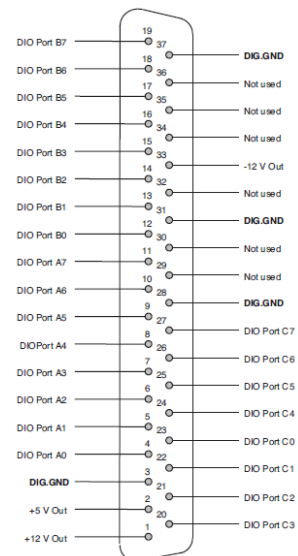 DIO Port B7 19
DIO Port B6 18
DIO Port B5 17
DIO Port B4 16
DIO Port B3 15
DIO Port B2 14
DIO Port B1 13
DIO Port B0 12
DIO Port A7 11
DIO Port A6 10
DIO Port A5 9
DIOPort A4 8
DIO Port A3 7
DIO Port A2 6
DIO Port A1 5
DIO Port A0 4
DIG.GND 3
+5 V Out 2
+12 V Out 1
37 DIG.GND
36 Not used
35 Not used
34 Not used
33 -12 V Out
32 Not used
31 DIG.GND
30 Not used
29 Not used
28 DIG.GND
27 DIO Port C7
26 DIO Port C6
25 DIO Port C5
24 DIO Port C4
23 DIO Port C0
22 DIO Port C1
21 DIO Port C2
20 DIO Port C3